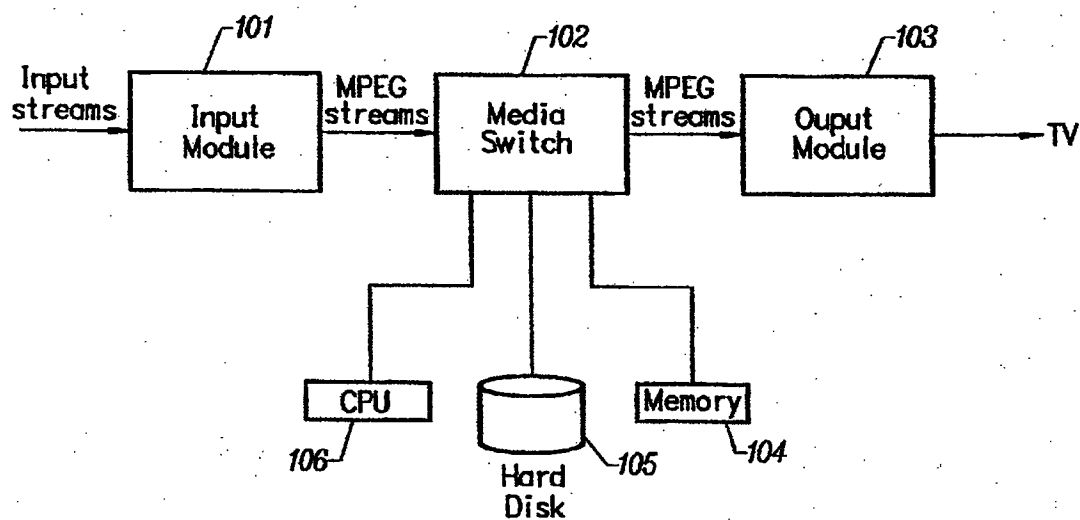 101
102
103
Input
streams
Input
Module
MPEG
streams
Media
Switch
MPEG
streams
Ouput
Module
TV
CPU
Memory
106
105
104
Hard
Disk